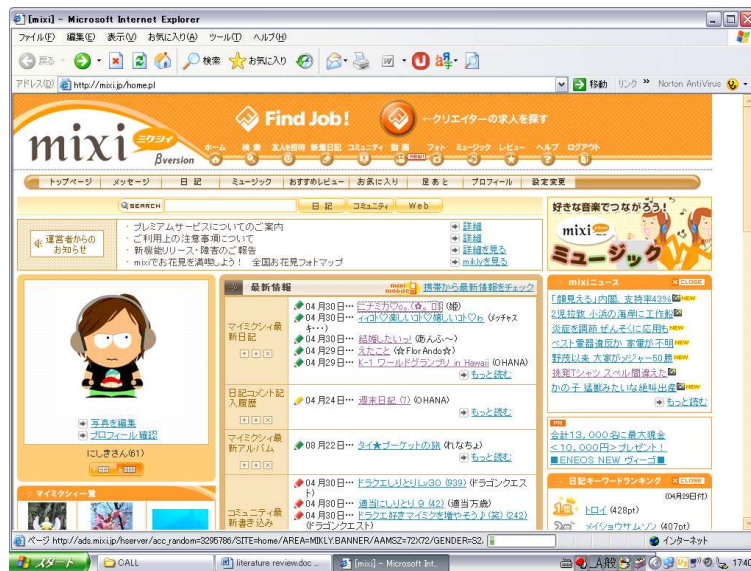 [mixi] - Microsoft Internet Explorer
ファイル(F) 編集(E) 表示(V) お気に入り(A) ツール(T) ヘルプ(H)
戻る 検索 お気に入り
アドレス(D) http://mixi.jp/home.pl 移動 リンク » Norton AntiVirus
mixi ミクシィ βversion
Find Job! ←クリエイターの求人を探す
ホーム 検索 友人を招待 新着日記 コミュニティ 動画 フォト ミュージック レビュー ヘルプ ログアウト
トップページ メッセージ 日記 ミュージック おすすめレビュー お気に入り 足あと プロフィール 設定変更
SEARCH 日記 コミュニティ Web
運営者からのお知らせ
・プレミアムサービスについてのご案内 詳細
・ご利用上の注意事項について 詳細
・新機能リリース・障害のご報告 詳細を見る
・mixiでお花見を満喫しよう! 全国お花見フォトマップ miklyを見る
好きな音楽でつながろう!
mixi
ミュージック
写真を編集
プロフィール確認
にしきさん(61)
マイミクシィ一覧
最新情報 mixi mobile 携帯から最新情報をチェック
マイミクシィ最新日記
04月30日… (姫)
04月30日… (メッチャスキ・・・)
04月30日… 結婚したいっ! (あんふ～)
04月29日… えたこと (☆Flor Ando☆)
04月29日… K-1 ワールドグランプリ in Hawaii (OHANA)
もっと読む
日記コメント記入履歴
04月24日… 週末日記 (7) (OHANA)
マイミクシィ最新アルバム
08月22日… タイ★プーケットの旅 (れなちよ)
もっと読む
コミュニティ最新書き込み
04月30日… ドラクエしりとりLv30 (939) (ドラゴンクエスト)
04月30日… 適当にしりとり 9 (42) (適当万歳)
04月30日… ドラクエ好きマイミクを増やそう♪(笑) (242) (ドラゴンクエスト)
mixiニュース CLOSE
「顔見える」内閣、支持率43% NEW
2児拉致 小浜の海岸に工作船
炎症を調節 ぜんそくに応用も NEW
ベスト電器違反か 家電が不明 NEW
野茂以来 大家がメジャー50勝 NEW
挑発Tシャツ スペル間違えた
かの子 猛獣みたいな絶叫出産 NEW
もっと読む
PR
合計13,000名に最大現金
<10,000円>プレゼント!
■ENEOS NEW ヴィーゴ■
日記キーワードランキング CLOSE
(04月29日付)
1位 トロイ (428pt)
2位 メイショウサムソン (407pt)
ページ http://ads.mixi.jp/hserver/acc_random=3295786/SITE=home/AREA=MIKLY.BANNER/AAMSZ=72X72/GENDER=S2, インターネット
スタート CALL literature review.doc ... [mixi] - Microsoft Int... A般 17:40